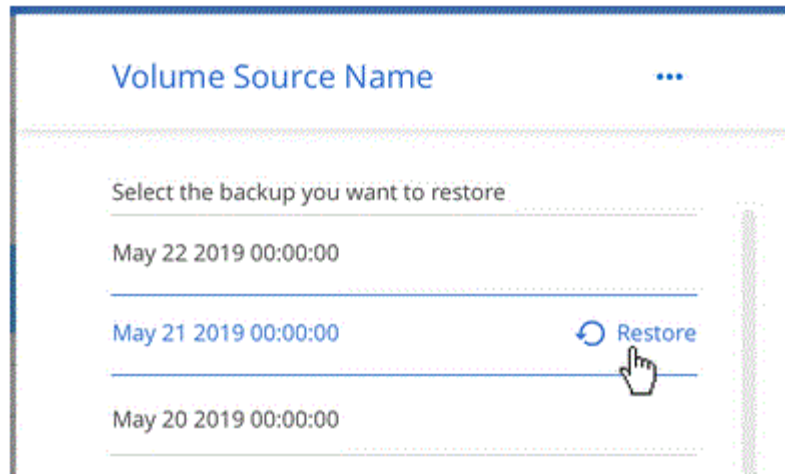 Volume Source Name
Select the backup you want to restore
May 22 2019 00:00:00
May 21 2019 00:00:00 Restore
May 20 2019 00:00:00